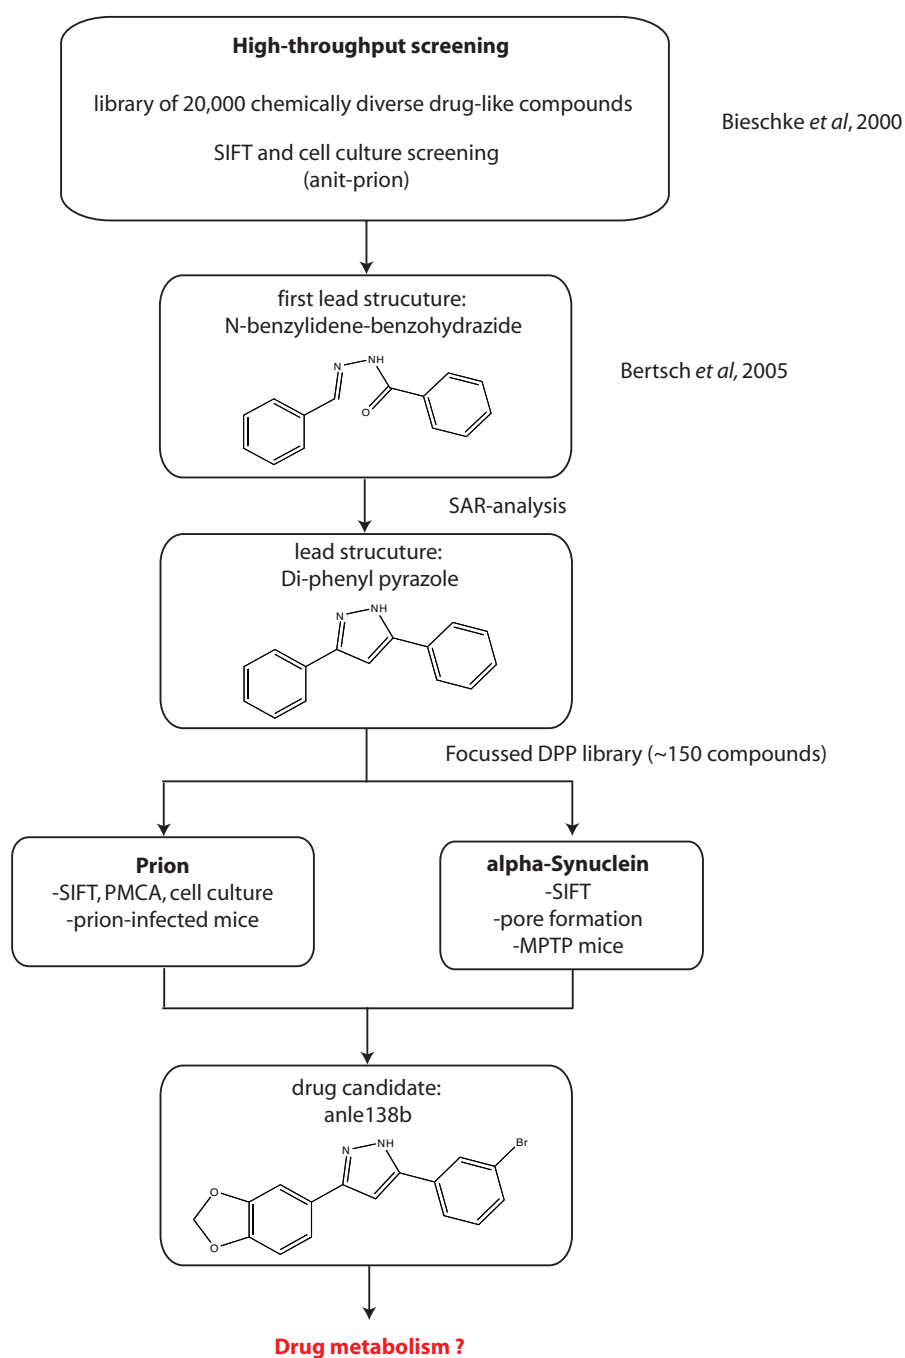 High-throughput screening
library of 20,000 chemically diverse drug-like compounds
SIFT and cell culture screening
(anit-prion)
Bieschke et al, 2000
first lead strucuture:
N-benzylidene-benzohydrazide
N
NH
O
Bertsch et al, 2005
SAR-analysis
lead strucuture:
Di-phenyl pyrazole
N
NH
Focussed DPP library (~150 compounds)
Prion
-SIFT, PMCA, cell culture
-prion-infected mice
alpha-Synuclein
-SIFT
-pore formation
-MPTP mice
drug candidate:
anle138b
N
NH
Br
O
O
Drug metabolism ?